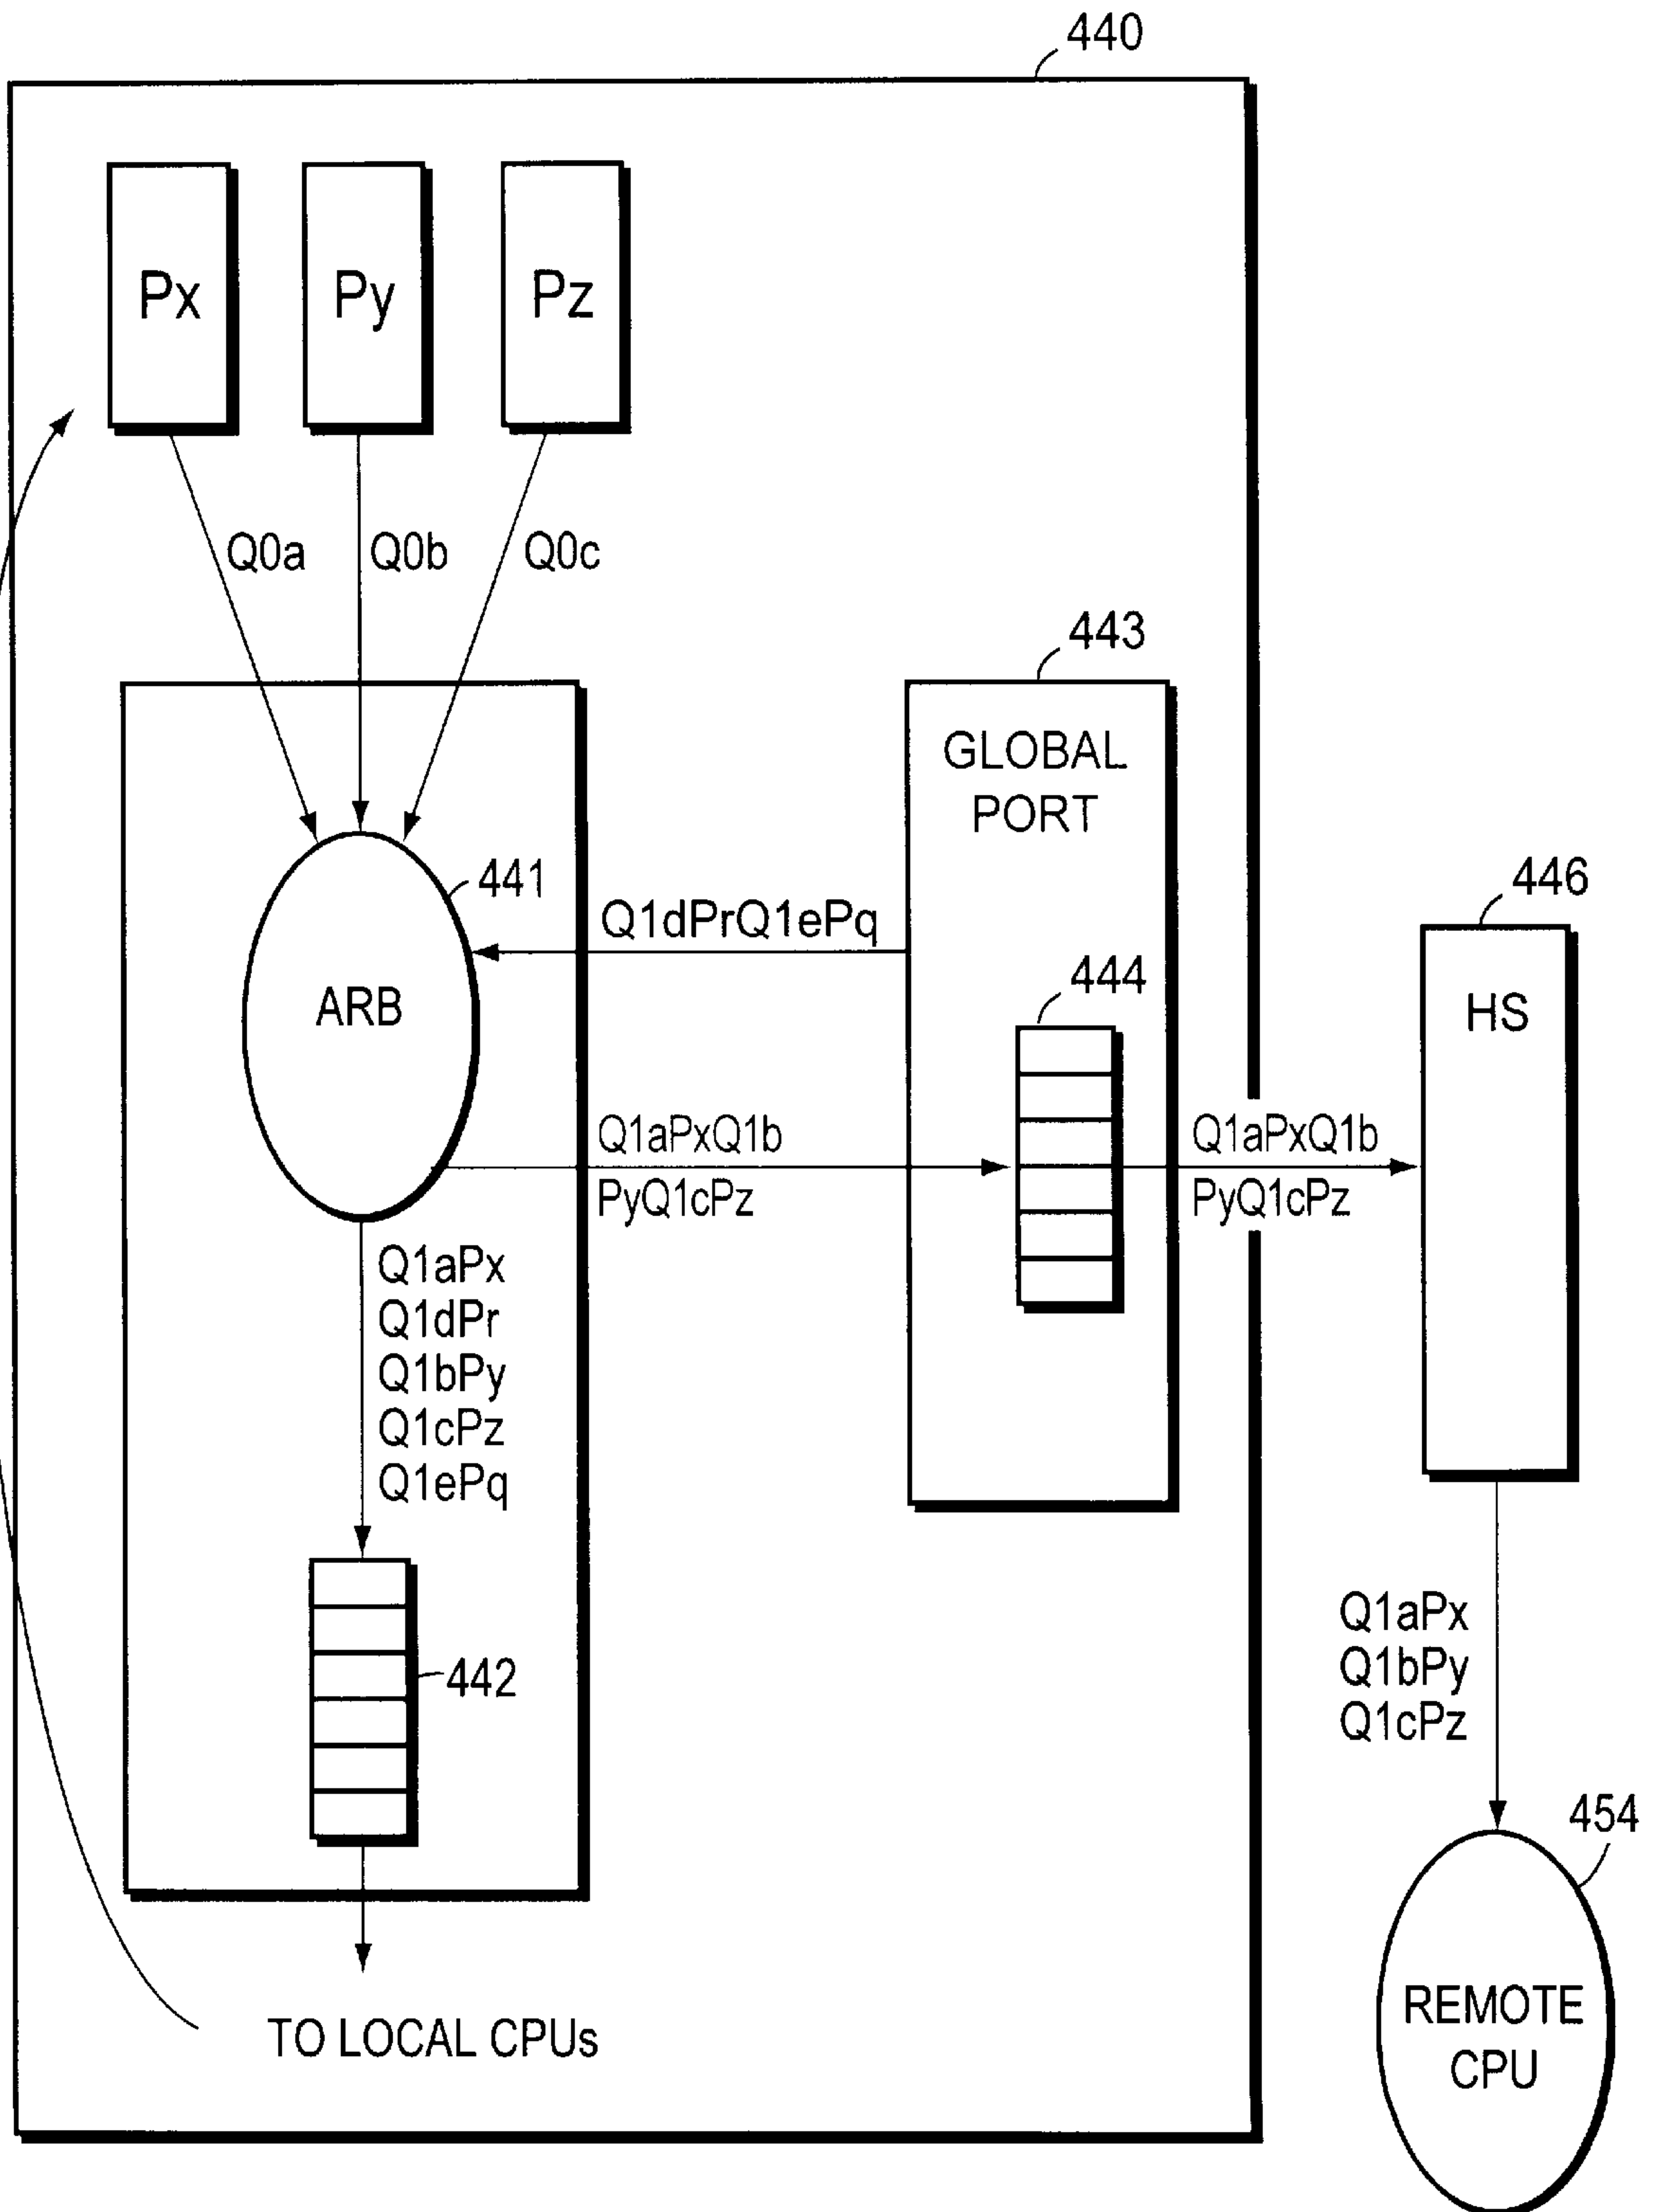 440
Px
Py
Pz
Q0a
Q0b
Q0c
443
GLOBAL
PORT
441
446
Q1dPrQ1ePq
444
ARB
HS
Q1aPxQ1b
PyQ1cPz
Q1aPxQ1b
PyQ1cPz
Q1aPx
Q1dPr
Q1bPy
Q1cPz
Q1ePq
442
Q1aPx
Q1bPy
Q1cPz
454
REMOTE
CPU
TO LOCAL CPUs